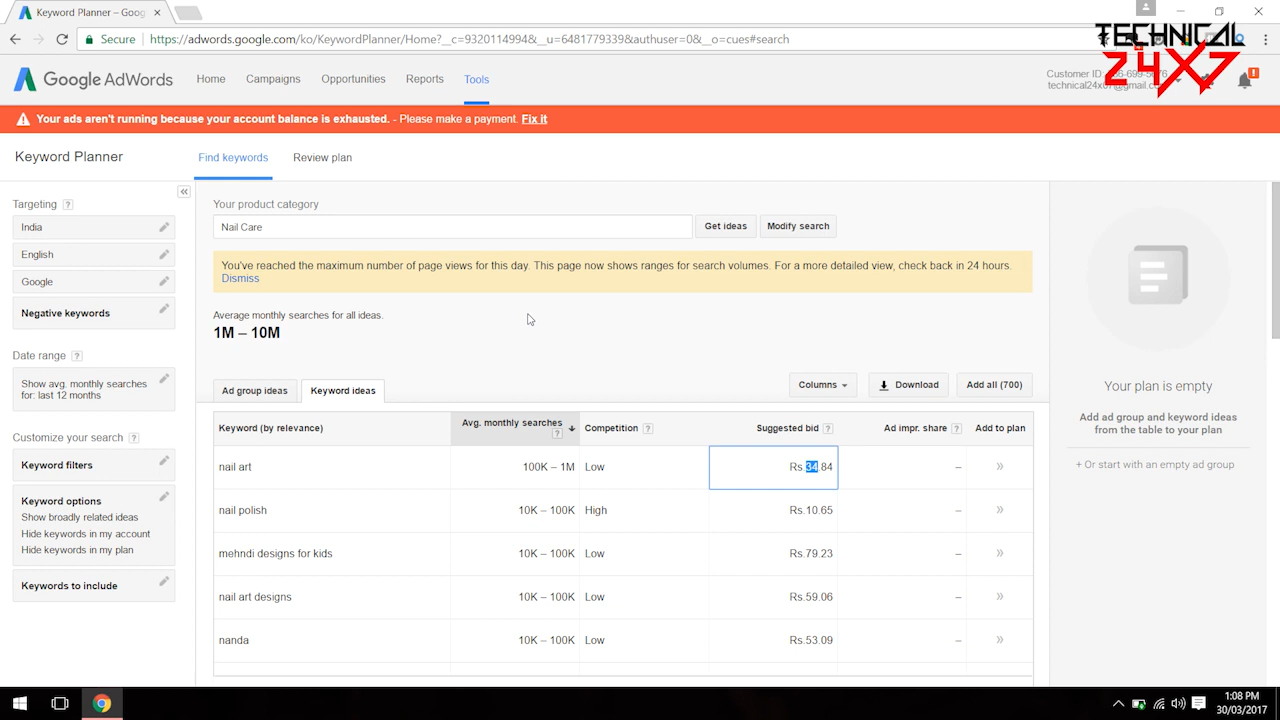 Keyword Planner – Goog
Secure
https://adwords.google.com/ko/KeywordPlanner/Home?__c=9320114994&__u=6481779339&authuser=0&__o=cues#search
TECHNICAL
24X7
Google AdWords
Home
Campaigns
Opportunities
Reports
Tools
Customer ID:
technical24x
@gmail.c
Your ads aren't running because your account balance is exhausted. - Please make a payment. Fix it
Keyword Planner
Find keywords
Review plan
Targeting ?
India
English
Google
Negative keywords
Date range ?
Show avg. monthly searches
for: last 12 months
Customize your search ?
Keyword filters
Keyword options
Show broadly related ideas
Hide keywords in my account
Hide keywords in my plan
Keywords to include
Your product category
Nail Care
Get ideas
Modify search
You've reached the maximum number of page views for this day. This page now shows ranges for search volumes. For a more detailed view, check back in 24 hours.
Dismiss
Average monthly searches for all ideas.
1M – 10M
Ad group ideas
Keyword ideas
Columns
Download
Add all (700)
Keyword (by relevance)
Avg. monthly searches ?
Competition ?
Suggested bid ?
Ad impr. share ?
Add to plan
nail art
100K – 1M
Low
Rs.34.84
–
»
nail polish
10K – 100K
High
Rs.10.65
–
»
mehndi designs for kids
10K – 100K
Low
Rs.79.23
–
»
nail art designs
10K – 100K
Low
Rs.59.06
–
»
nanda
10K – 100K
Low
Rs.53.09
–
»
Your plan is empty
Add ad group and keyword ideas
from the table to your plan
+ Or start with an empty ad group
1:08 PM
30/03/2017